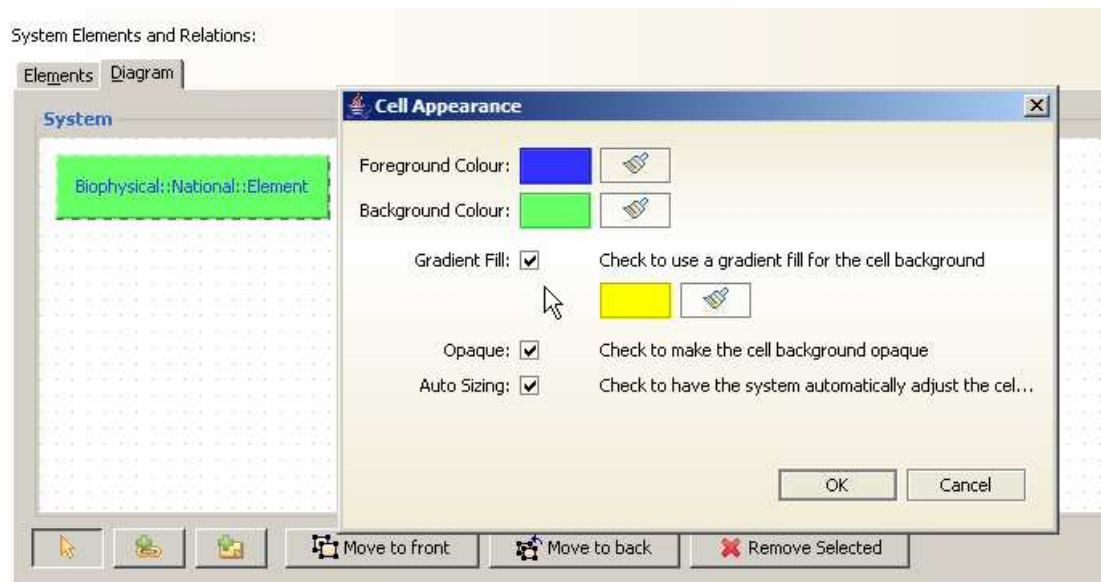 System Elements and Relations:
Elements Diagram
System
Biophysical::National::Element
Cell Appearance
Foreground Colour:
Background Colour:
Gradient Fill: Check to use a gradient fill for the cell background
Opaque: Check to make the cell background opaque
Auto Sizing: Check to have the system automatically adjust the cel...
OK Cancel
Move to front Move to back Remove Selected